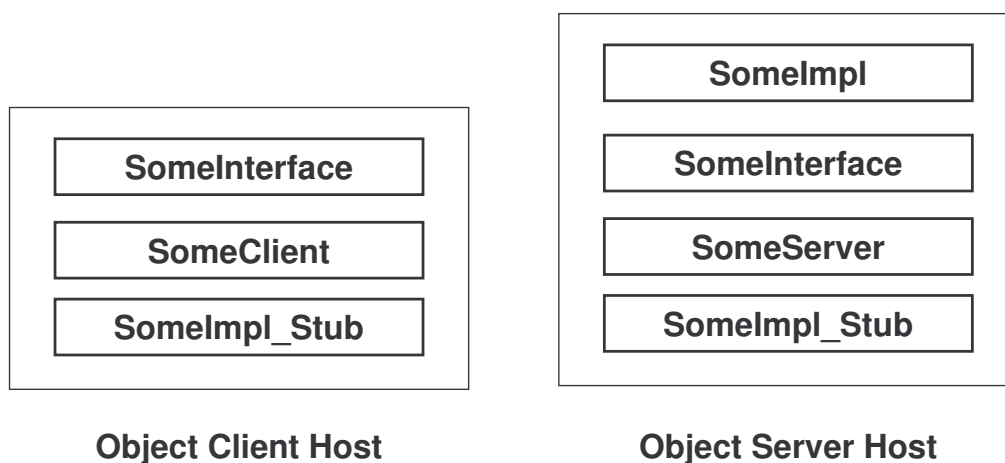 SomeInterface
SomeClient
SomeImpl_Stub
Object Client Host
SomeImpl
SomeInterface
SomeServer
SomeImpl_Stub
Object Server Host